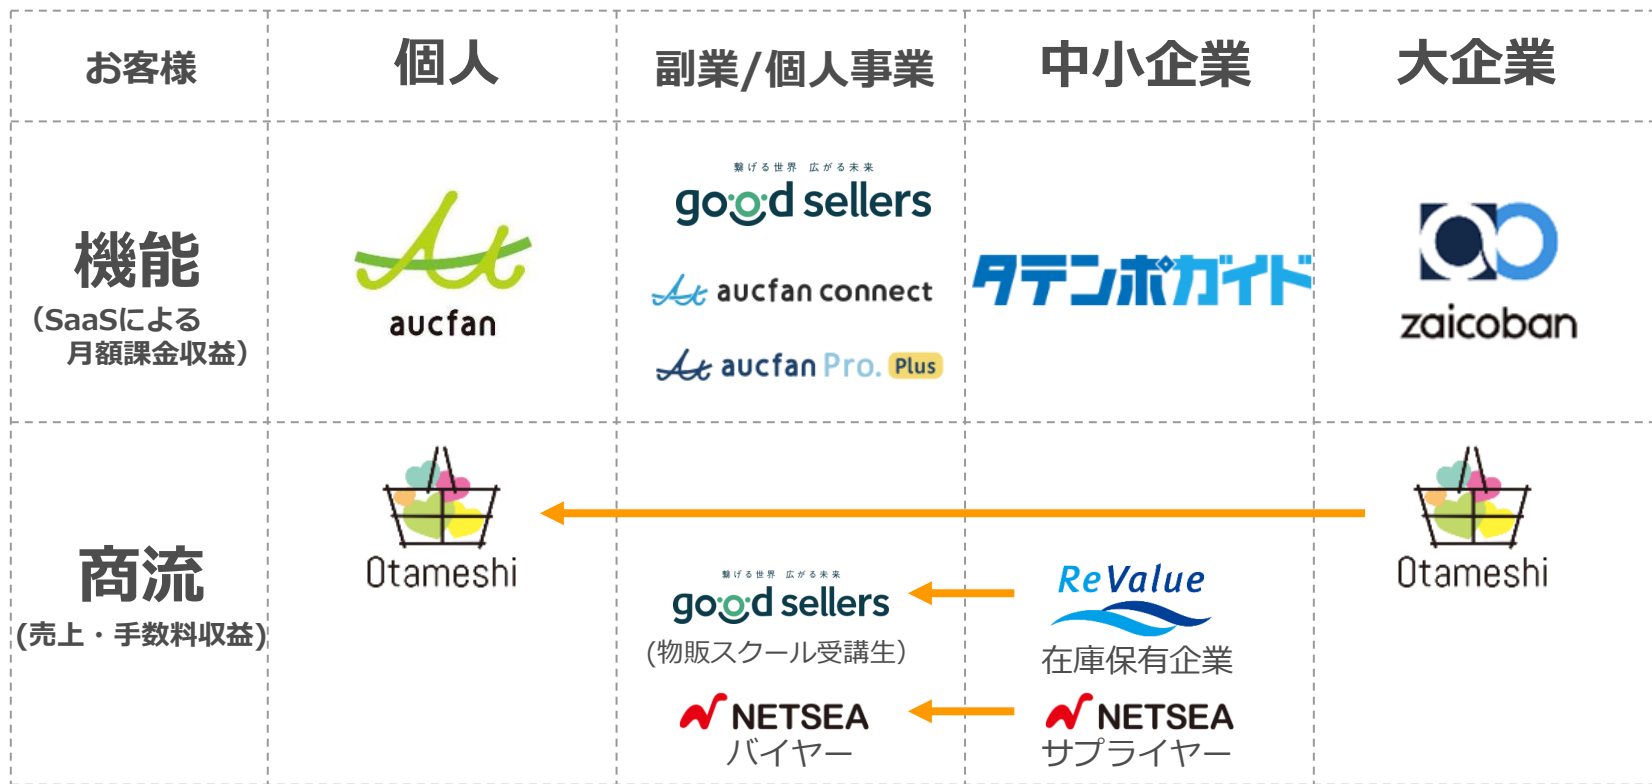 お客様
個人
副業/個人事業
中小企業
大企業
機能
（SaaSによる
月額課金収益）
aucfan
繋げる世界 広がる未来
good sellers
aucfan connect
aucfan Pro. Plus
タテンポガイド
zaicoban
商流
(売上・手数料収益)
Otameshi
繋げる世界 広がる未来
good sellers
(物販スクール受講生）
NETSEA
バイヤー
ReValue
在庫保有企業
NETSEA
サプライヤー
Otameshi